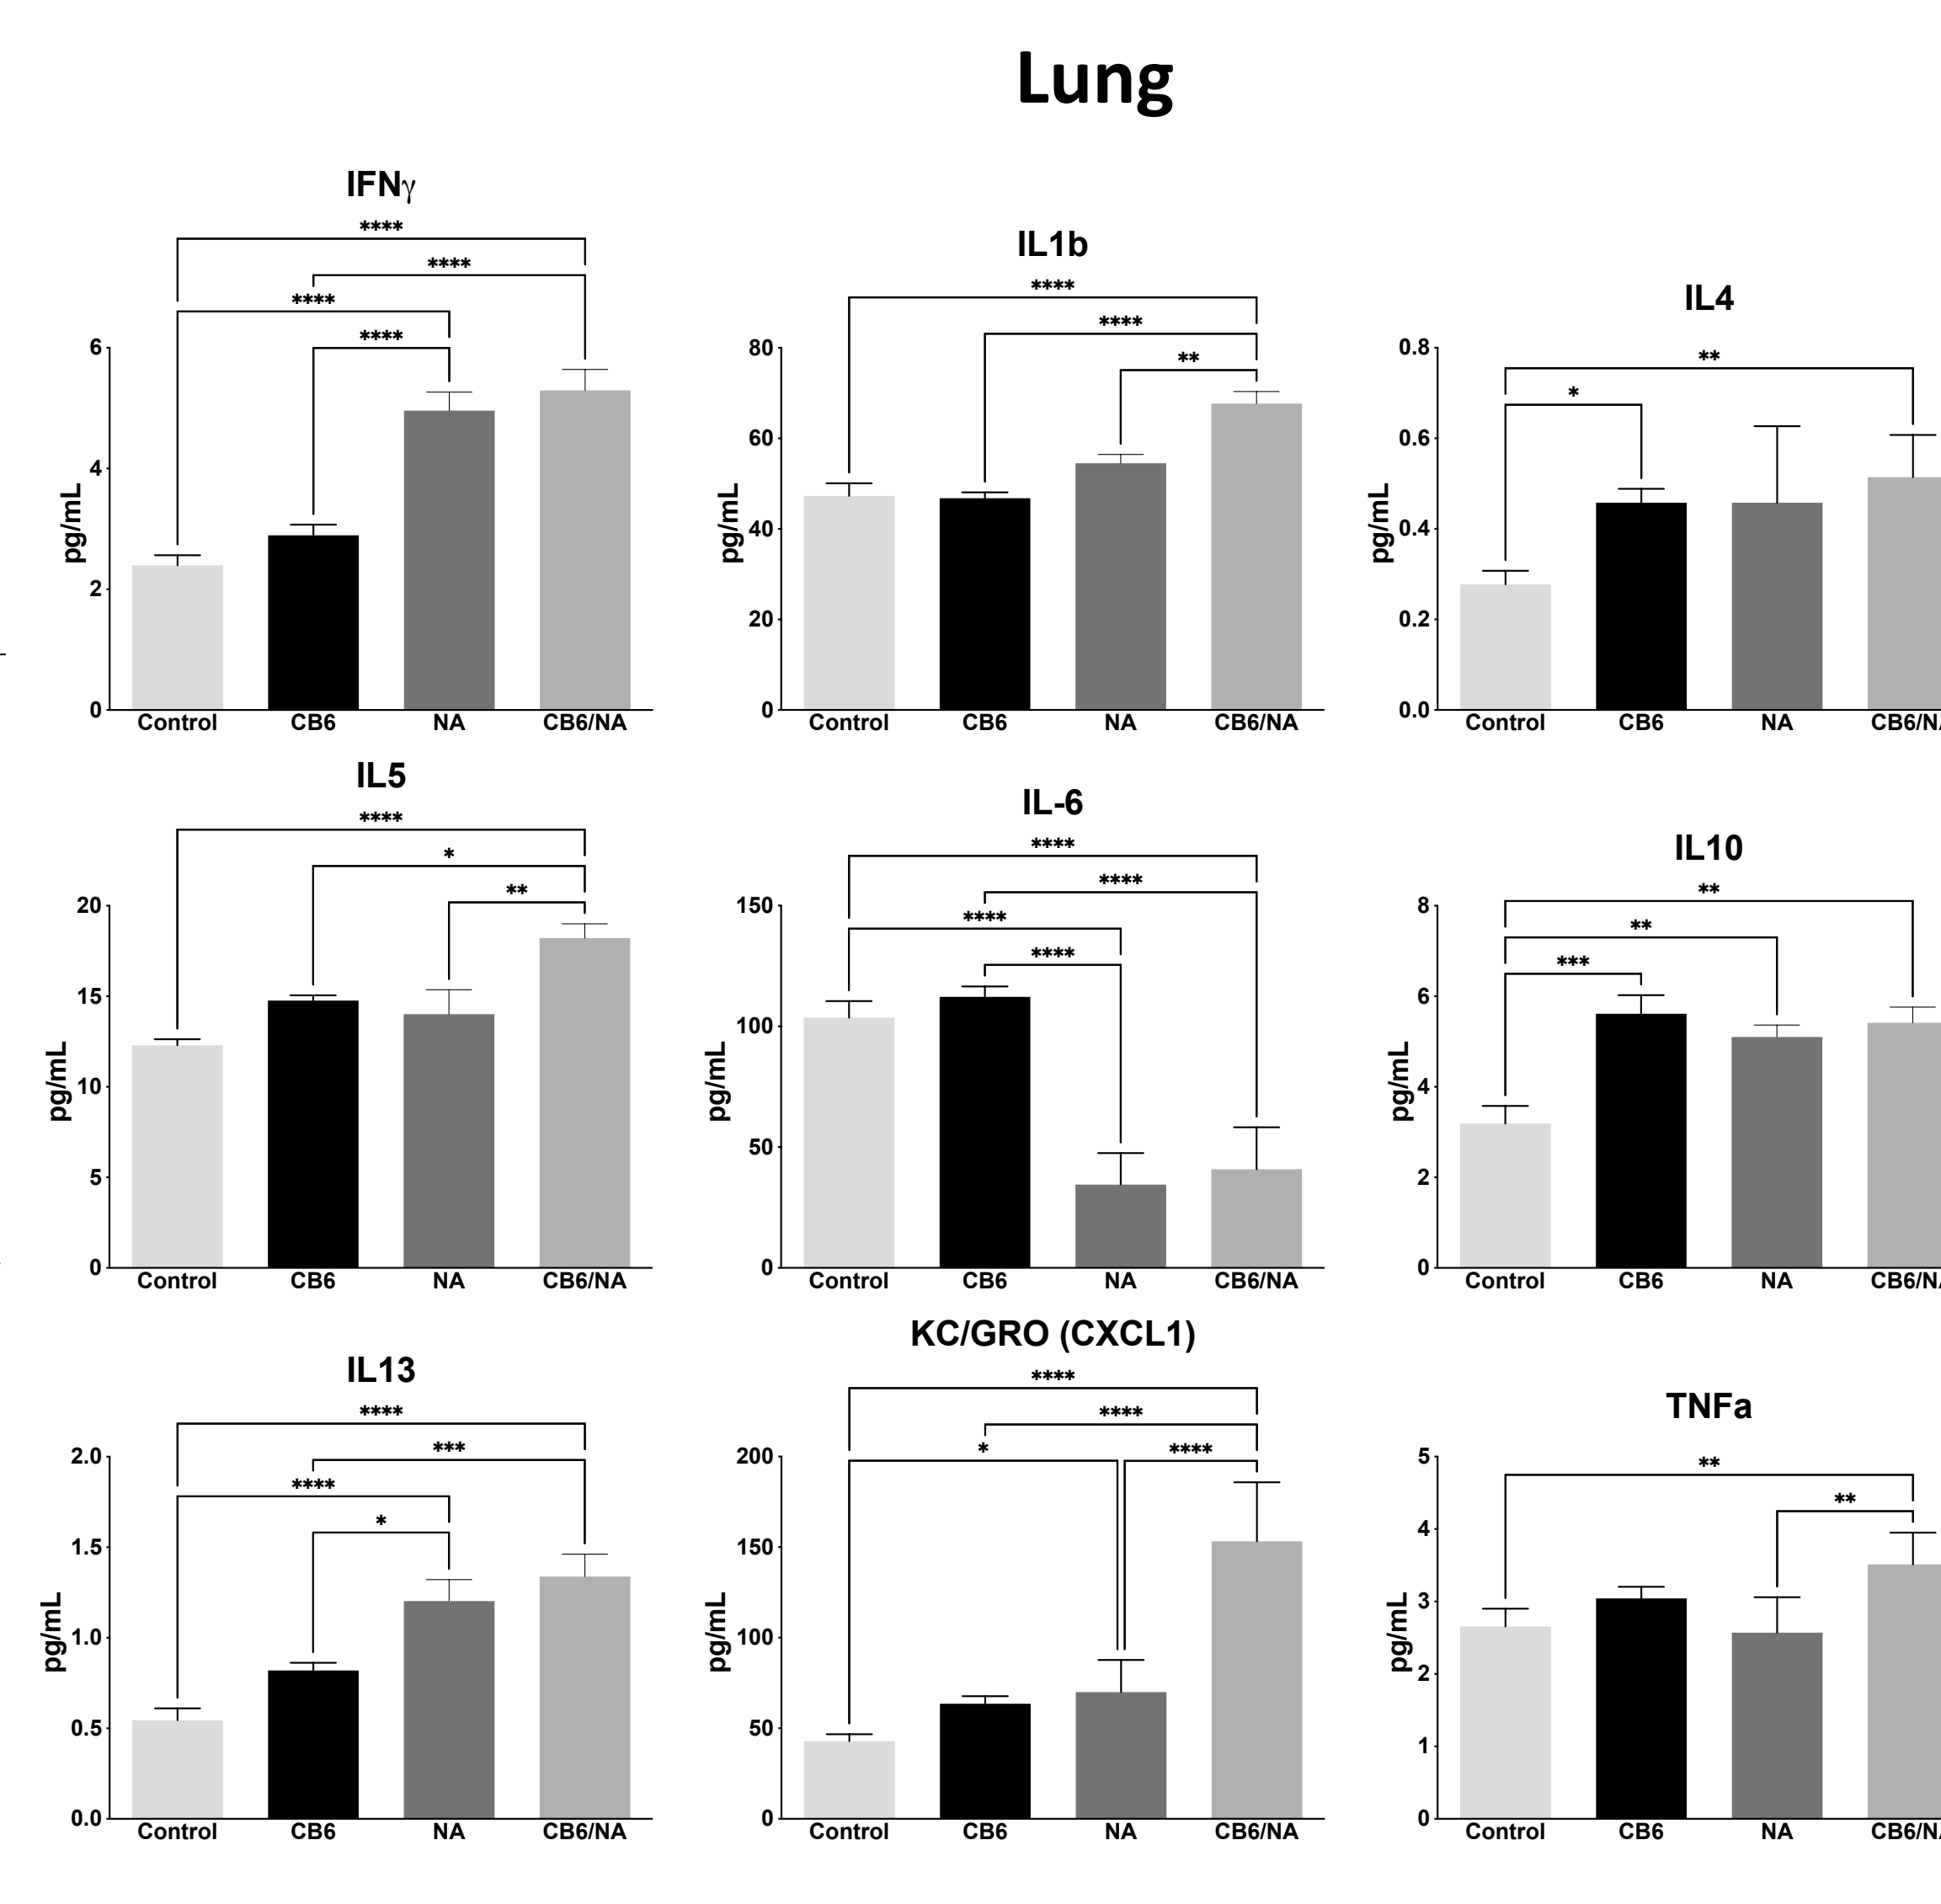 Lung
IFNγ
****
****
****
****
pg/mL
6
4
2
0
Control CB6 NA CB6/NA
IL1b
****
****
**
pg/mL
80
60
40
20
0
Control CB6 NA CB6/NA
IL4
**
*
pg/mL
0.8
0.6
0.4
0.2
0.0
Control CB6 NA CB6/N
IL5
****
*
**
pg/mL
20
15
10
5
0
Control CB6 NA CB6/NA
IL-6
****
****
****
****
pg/mL
150
100
50
0
Control CB6 NA CB6/NA
IL10
**
**
***
pg/mL
8
6
4
2
0
Control CB6 NA CB6/N
IL13
****
***
****
*
pg/mL
2.0
1.5
1.0
0.5
0.0
Control CB6 NA CB6/NA
KC/GRO (CXCL1)
****
****
* ****
pg/mL
200
150
100
50
0
Control CB6 NA CB6/NA
TNFa
**
**
pg/mL
5
4
3
2
1
0
Control CB6 NA CB6/N